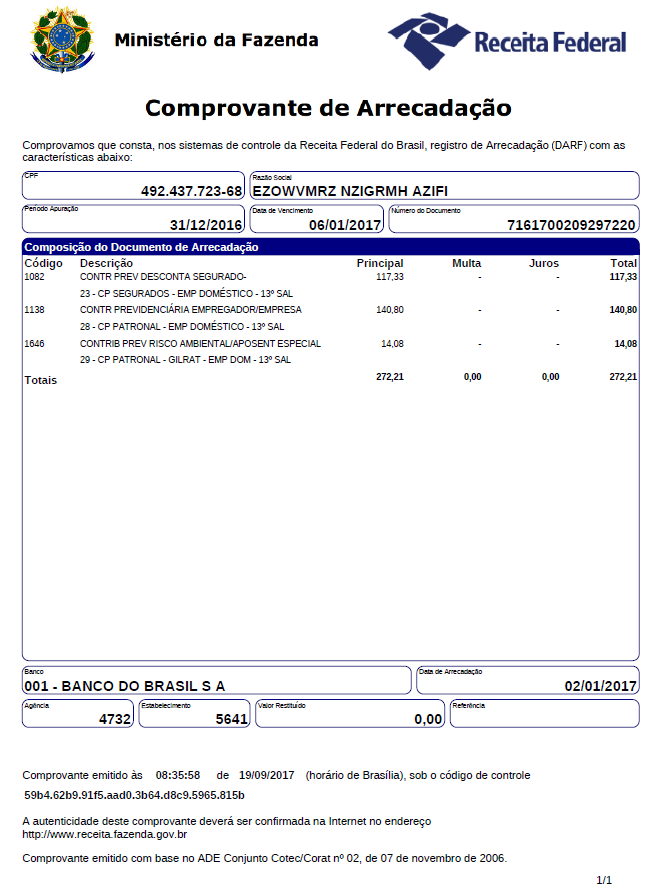 Ministério da Fazenda
Receita Federal
Comprovante de Arrecadação
Comprovamos que consta, nos sistemas de controle da Receita Federal do Brasil, registro de Arrecadação (DARF) com as
características abaixo:
CPF
492.437.723-68
Razão Social
EZOWVMRZ NZIGRMH AZIFI
Período Apuração
31/12/2016
Data de Vencimento
06/01/2017
Número do Documento
7161700209297220
Composição do Documento de Arrecadação
Código Descrição Principal Multa Juros Total
1082 CONTR PREV DESCONTA SEGURADO- 117,33 - - 117,33
23 - CP SEGURADOS - EMP DOMÉSTICO - 13º SAL
1138 CONTR PREVIDENCIÁRIA EMPREGADOR/EMPRESA 140,80 - - 140,80
28 - CP PATRONAL - EMP DOMÉSTICO - 13º SAL
1646 CONTRIB PREV RISCO AMBIENTAL/APOSENT ESPECIAL 14,08 - - 14,08
29 - CP PATRONAL - GILRAT - EMP DOM - 13º SAL
Totais 272,21 0,00 0,00 272,21
Banco
001 - BANCO DO BRASIL S A
Data de Arrecadação
02/01/2017
Agência
4732
Estabelecimento
5641
Valor Restituído
0,00
Referência
Comprovante emitido às 08:35:58 de 19/09/2017 (horário de Brasília), sob o código de controle
59b4.62b9.91f5.aad0.3b64.d8c9.5965.815b
A autenticidade deste comprovante deverá ser confirmada na Internet no endereço
http://www.receita.fazenda.gov.br
Comprovante emitido com base no ADE Conjunto Cotec/Corat nº 02, de 07 de novembro de 2006.
1/1